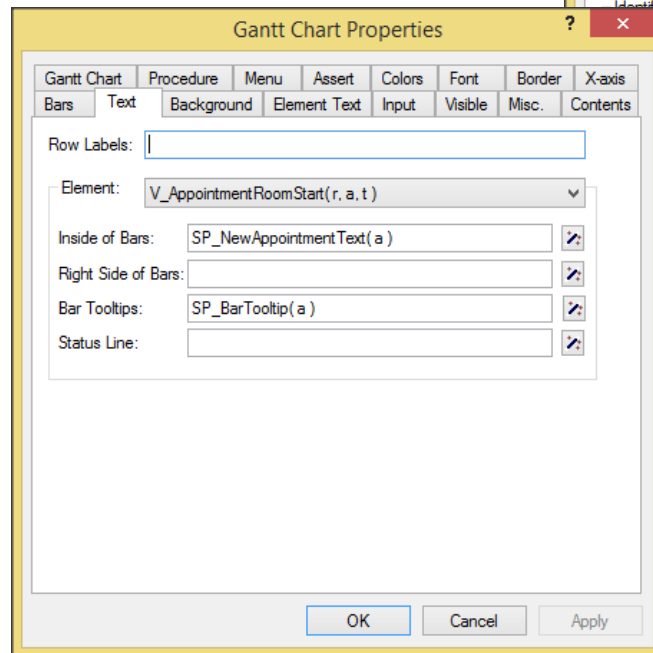 Identif
Gantt Chart Properties ? ×
Gantt Chart Procedure Menu Assert Colors Font Border X-axis
Bars Text Background Element Text Input Visible Misc. Contents
Row Labels:
Element: V_AppointmentRoomStart( r, a, t )
Inside of Bars: SP_NewAppointmentText( a )
Right Side of Bars:
Bar Tooltips: SP_BarTooltip( a )
Status Line:
OK Cancel Apply